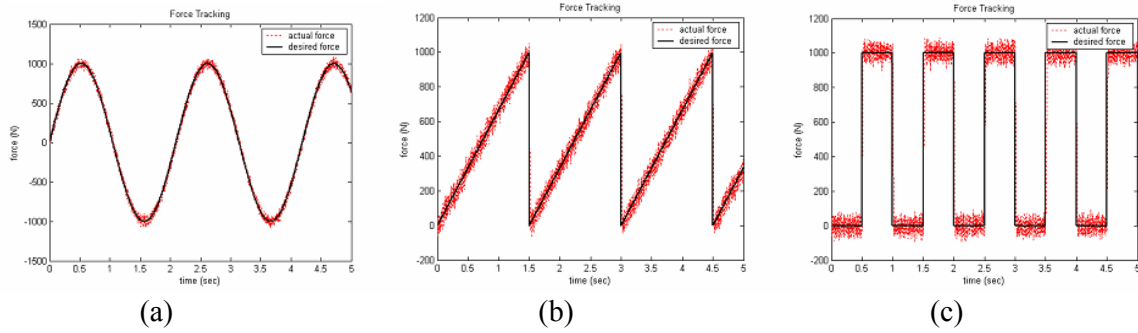 Force Tracking
1500
1000
500
0
-500
-1000
-1500
force (N)
0 0.5 1 1.5 2 2.5 3 3.5 4 4.5 5
time (sec)
actual force
desired force
(a)
Force Tracking
1200
1000
800
600
400
200
0
-200
force (N)
0 0.5 1 1.5 2 2.5 3 3.5 4 4.5 5
time (sec)
actual force
desired force
(b)
Force Tracking
1200
1000
800
600
400
200
0
-200
force (N)
0 0.5 1 1.5 2 2.5 3 3.5 4 4.5 5
time (sec)
actual force
desired force
(c)